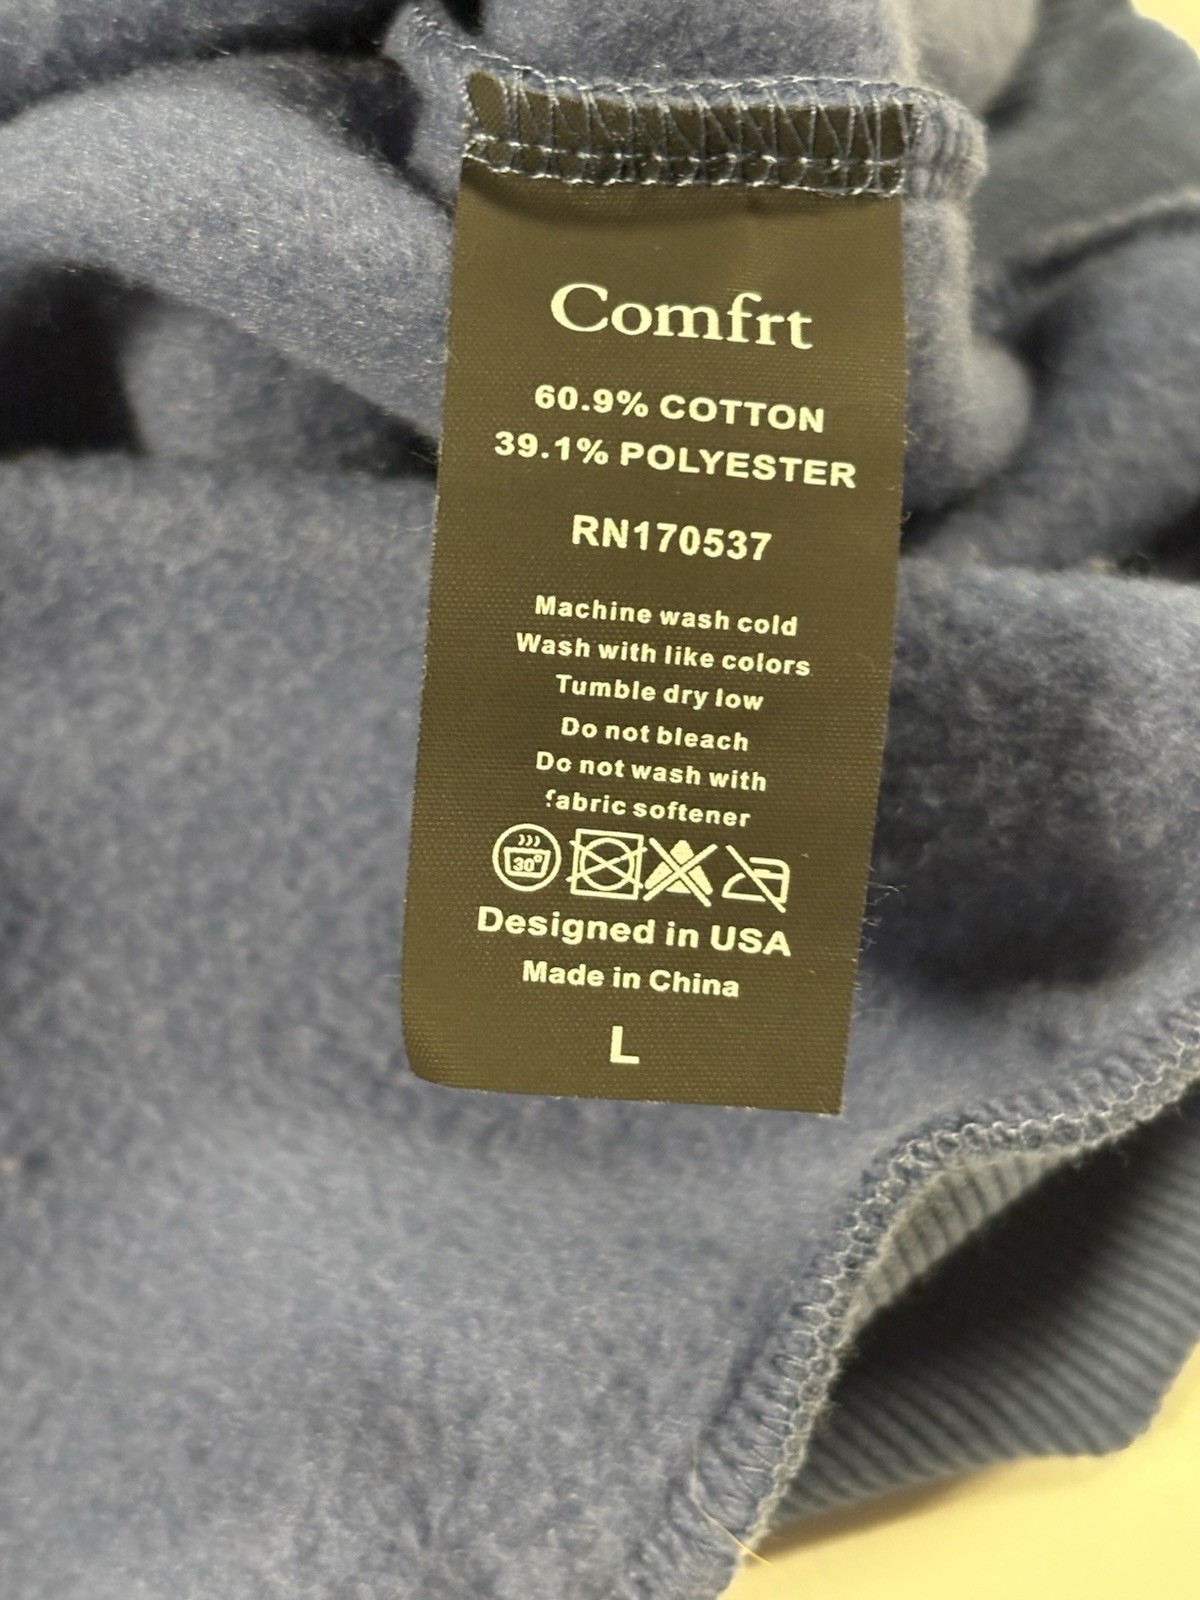 Comfrt
60.9% COTTON
39.1% POLYESTER
RN170537
Machine wash cold
Wash with like colors
Tumble dry low
Do not bleach
Do not wash with
fabric softener
30°
Designed in USA
Made in China
L